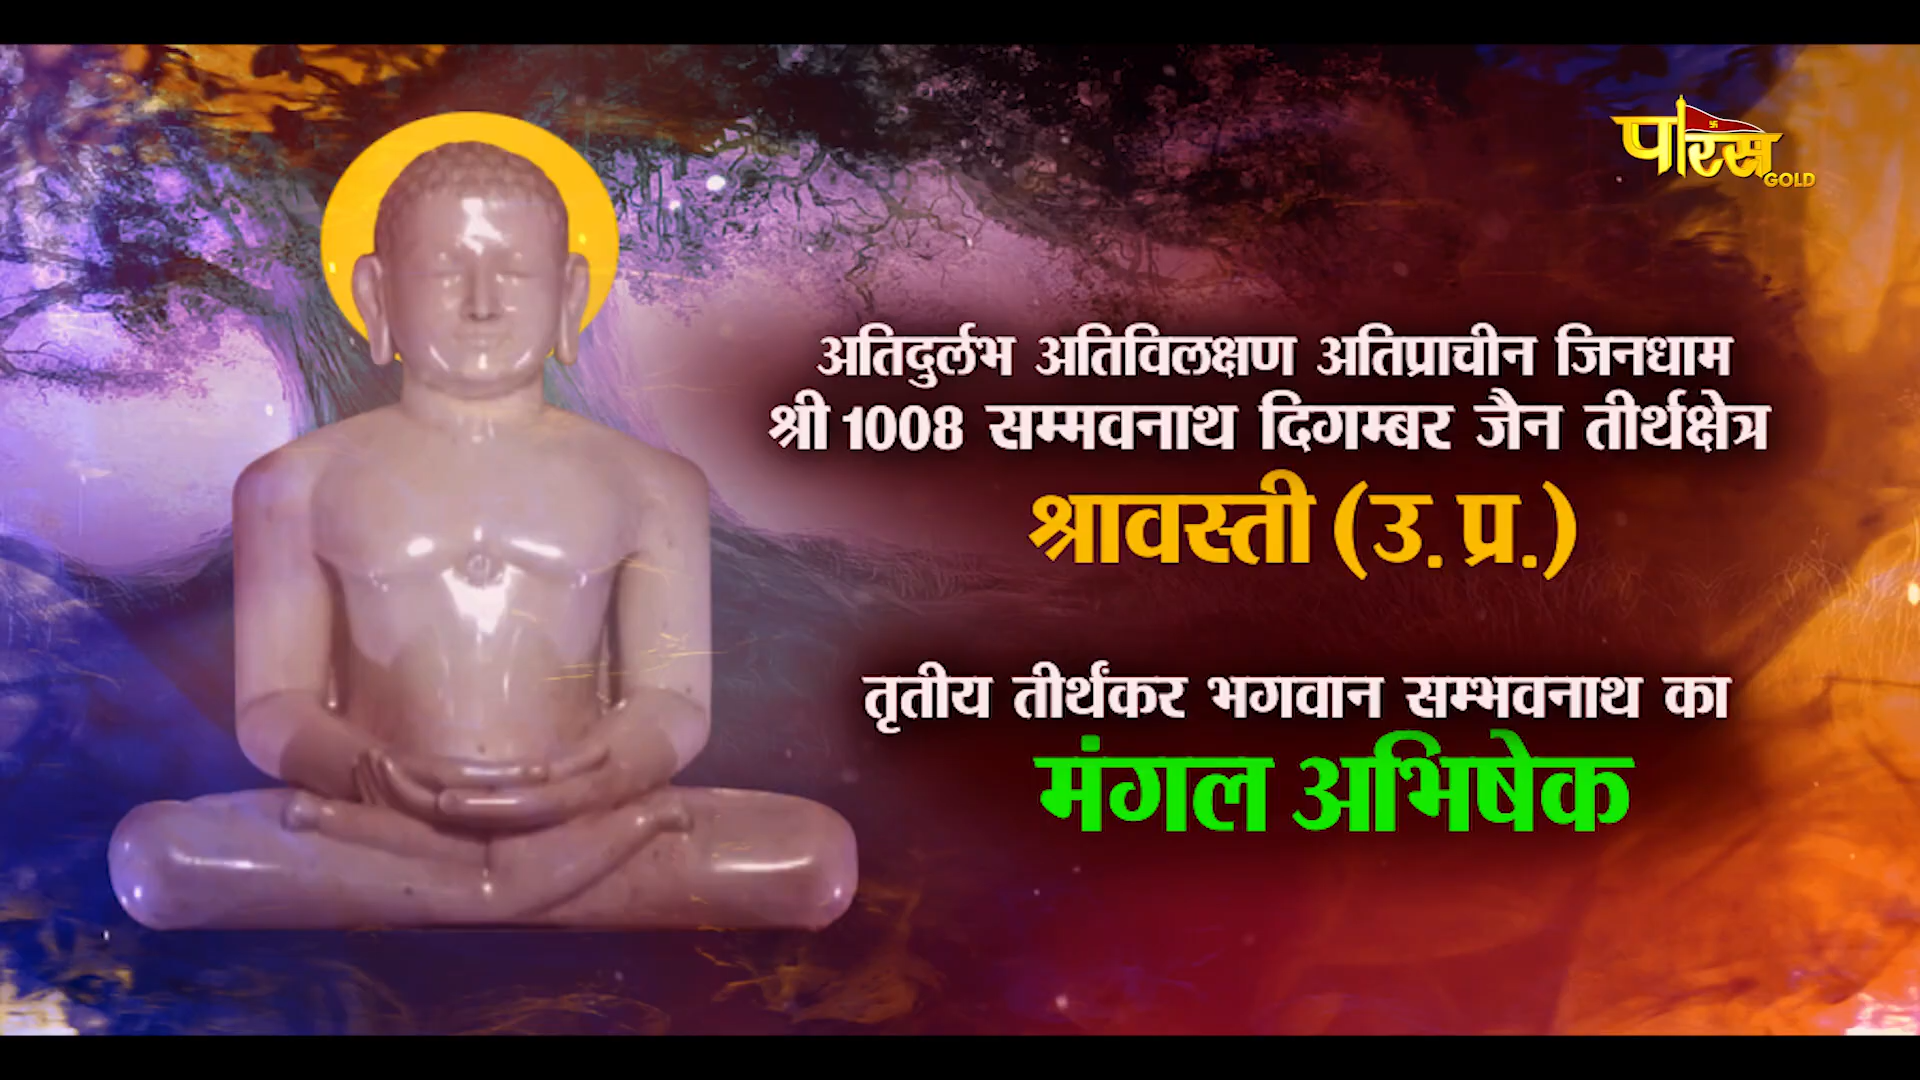 पारस
GOLD
अतिदुर्लभ अतिविलक्षण अतिप्राचीन जिनधाम
श्री 1008 सम्मवनाथ दिगम्बर जैन तीर्थक्षेत्र
श्रावस्ती (उ. प्र.)
तृतीय तीर्थंकर भगवान सम्भवनाथ का
मंगल अभिषेक